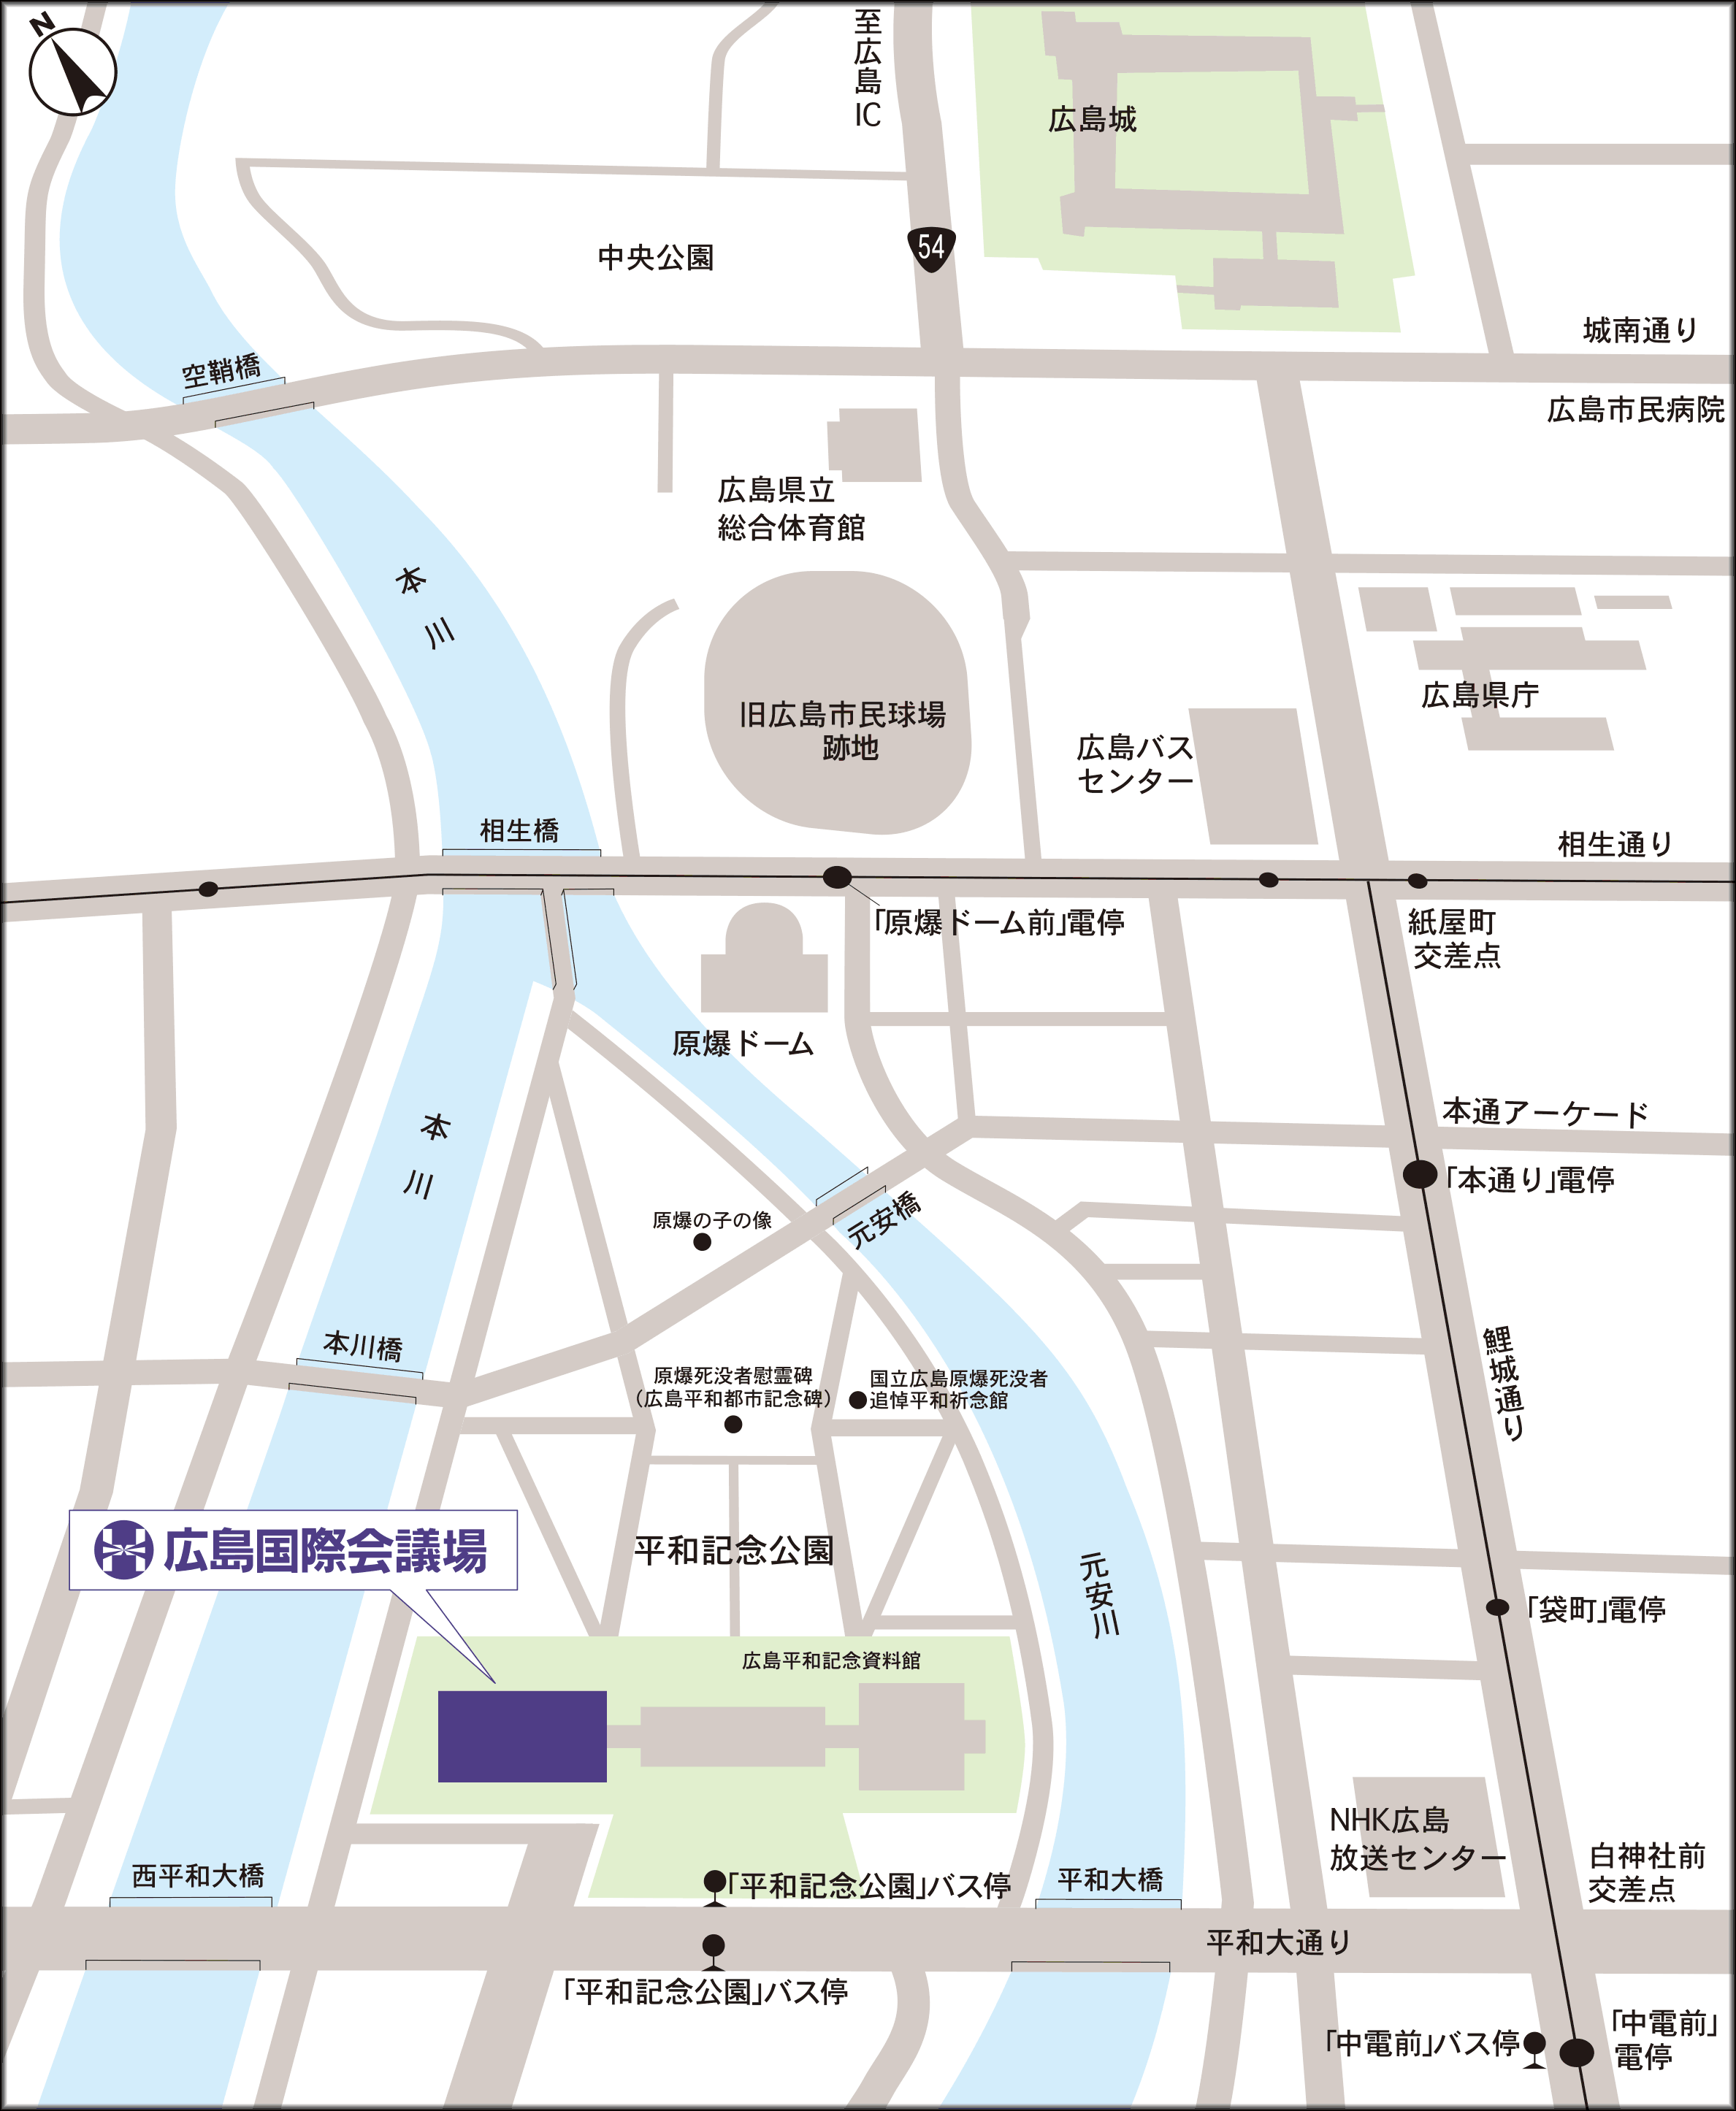 N
至広島IC
広島城
54
中央公園
城南通り
空鞘橋
広島市民病院
広島県立
総合体育館
本川
広島県庁
旧広島市民球場
跡地
広島バス
センター
相生橋
相生通り
「原爆ドーム前」電停
紙屋町
交差点
原爆ドーム
本通アーケード
本川
「本通り」電停
原爆の子の像
元安橋
本川橋
鯉城通り
原爆死没者慰霊碑
(広島平和都市記念碑)
国立広島原爆死没者
追悼平和祈念館
広島国際会議場
平和記念公園
元安川
「袋町」電停
広島平和記念資料館
NHK広島
放送センター
白神社前
交差点
西平和大橋
「平和記念公園」バス停
平和大橋
平和大通り
「平和記念公園」バス停
「中電前」バス停
「中電前」
電停